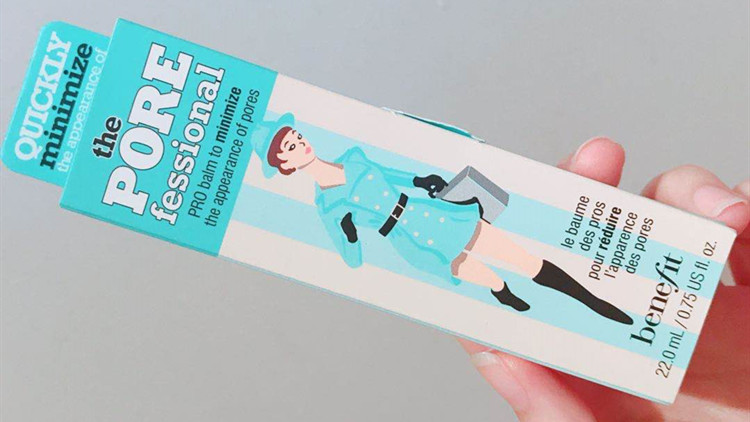 QUICKLY
minimize
the appearance of
the
PORE
fessional
PRO balm to minimize
the appearance of pores
le baume
des pros
pour réduire
l'apparence
des pores
benefit
22.0 mL / 0.75 US fl. oz.